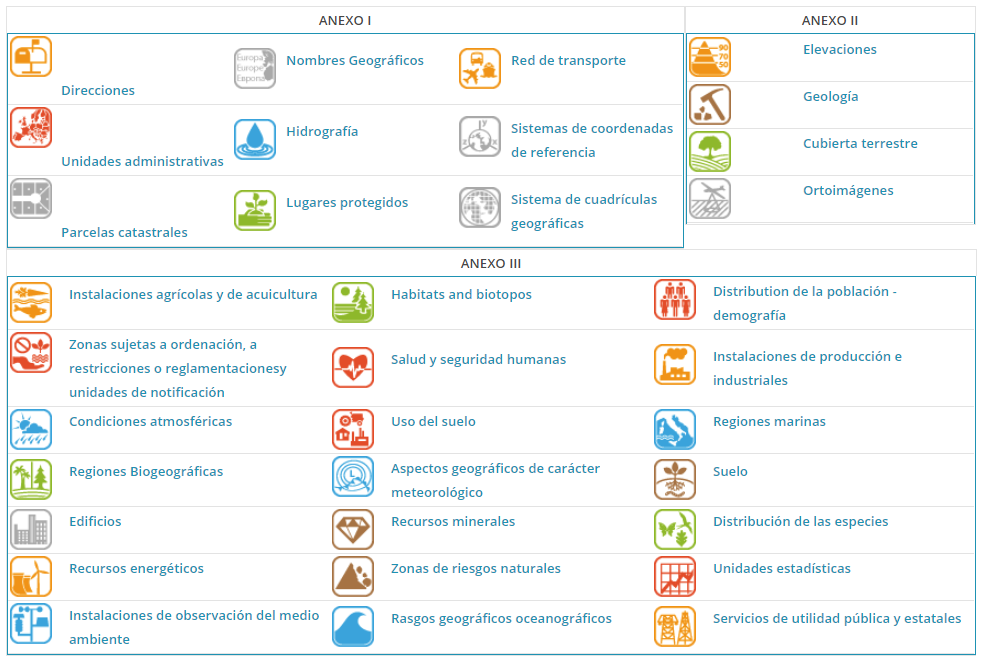 ANEXO I
Direcciones
Nombres Geográficos
Europa
Europe
Espona
Red de transporte
Unidades administrativas
Hidrografía
Sistemas de coordenadas
de referencia
y
x
z
Parcelas catastrales
Lugares protegidos
Sistema de cuadrículas
geográficas
ANEXO II
90
70
50
Elevaciones
Geología
Cubierta terrestre
Ortoimágenes
ANEXO III
Instalaciones agrícolas y de acuicultura
Habitats and biotopos
Distribution de la población -
demografía
Zonas sujetas a ordenación, a
restricciones o reglamentacionesy
unidades de notificación
Salud y seguridad humanas
Instalaciones de producción e
industriales
Condiciones atmosféricas
Uso del suelo
Regiones marinas
Regiones Biogeográficas
Aspectos geográficos de carácter
meteorológico
Suelo
Edificios
Recursos minerales
Distribución de las especies
Recursos energéticos
Zonas de riesgos naturales
Unidades estadísticas
Instalaciones de observación del medio
ambiente
Rasgos geográficos oceanográficos
Servicios de utilidad pública y estatales